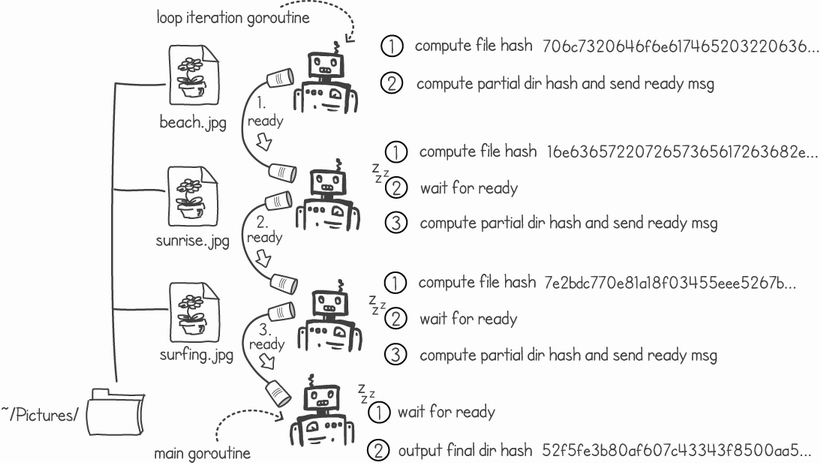 loop iteration goroutine
① compute file hash 706c7320646f6e617465203220636...
② compute partial dir hash and send ready msg
beach.jpg
1.
ready
① compute file hash 16e6365722072657365617263682e...
zzz
② wait for ready
③ compute partial dir hash and send ready msg
sunrise.jpg
2.
ready
① compute file hash 7e2bdc770e81a18f03455eee5267b...
zzz
② wait for ready
③ compute partial dir hash and send ready msg
surfing.jpg
3.
ready
~/Pictures/
zzz
① wait for ready
main goroutine
② output final dir hash 52f5fe3b80af607c43343f8500aa5...